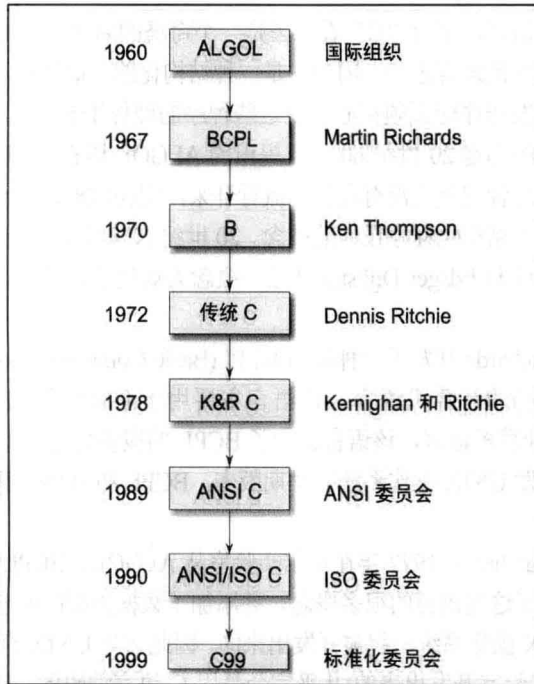 1960 ALGOL 国际组织
1967 BCPL Martin Richards
1970 B Ken Thompson
1972 传统 C Dennis Ritchie
1978 K&R C Kernighan 和 Ritchie
1989 ANSI C ANSI 委员会
1990 ANSI/ISO C ISO 委员会
1999 C99 标准化委员会